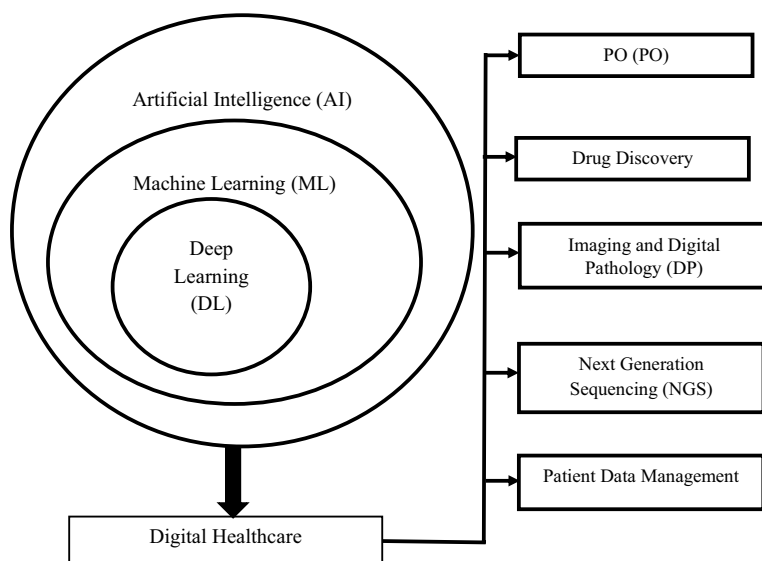 Artificial Intelligence (AI)
Machine Learning (ML)
Deep
Learning
(DL)
Digital Healthcare
PO (PO)
Drug Discovery
Imaging and Digital
Pathology (DP)
Next Generation
Sequencing (NGS)
Patient Data Management